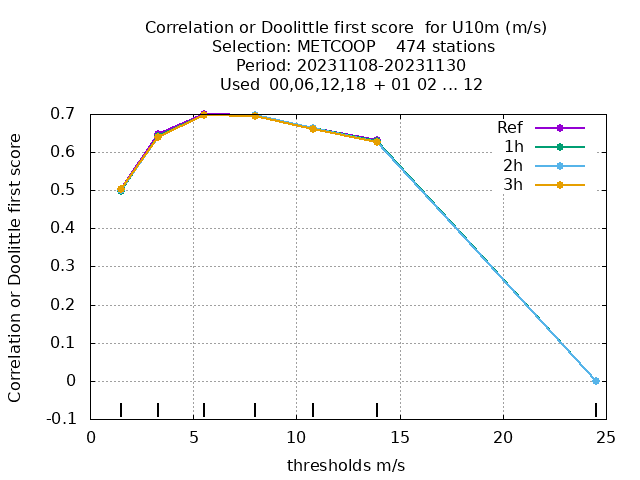 Correlation or Doolittle first score  for U10m (m/s)
Selection: METCOOP    474 stations
Period: 20231108-20231130
Used  00,06,12,18  + 01 02 ... 12
Correlation or Doolittle first score
0.7
0.6
0.5
0.4
0.3
0.2
0.1
0
-0.1
Ref
1h
2h
3h
0 5 10 15 20 25
thresholds m/s